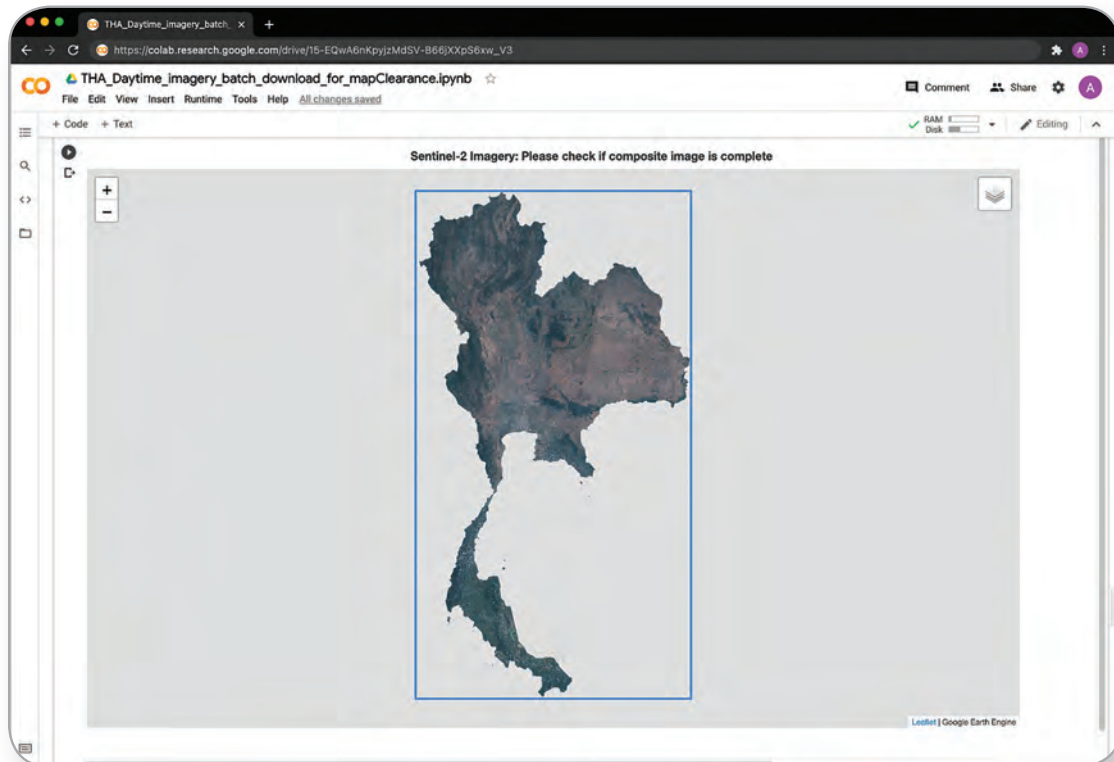 THA_Daytime_imagery_batch_
https://colab.research.google.com/drive/15-EQwA6nKpyjzMdSV-B66jXXpS6xw_V3
A
THA_Daytime_imagery_batch_download_for_mapClearance.ipynb
Comment
Share
A
File Edit View Insert Runtime Tools Help All changes saved
+ Code + Text
RAM
Disk
Editing
Sentinel-2 Imagery: Please check if composite image is complete
+
−
Leaflet | Google Earth Engine